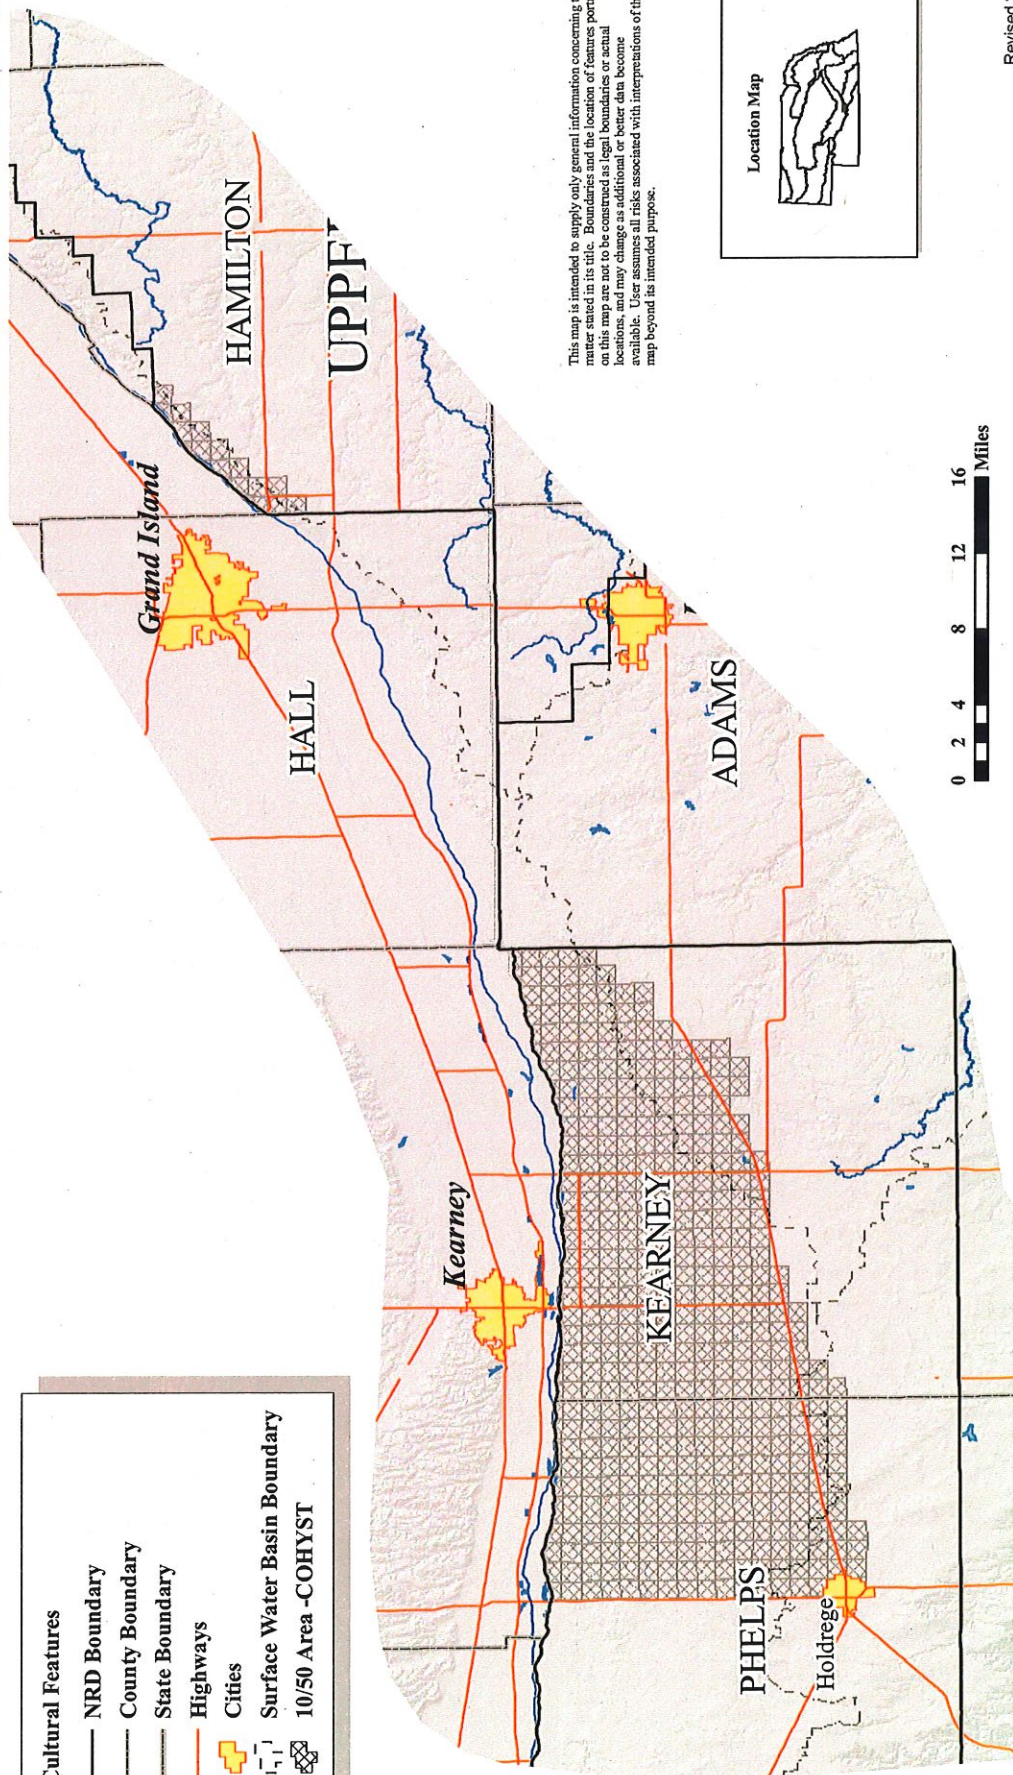 Cultural Features
NRD Boundary
County Boundary
State Boundary
Highways
Cities
Surface Water Basin Boundary
10/50 Area -COHYST
Grand Island
HAMILTON
HALL
Kearney
KEARNEY
ADAMS
PHELPS
Holdrege
0 2 4 8 12 16
Miles
This map is intended to supply only general information concerning
matter stated in its title. Boundaries and the location of features
on this map are not to be construed as legal boundaries or actual
locations, and may change as additional or better data become
available. User assumes all risks associated with interpretations of
map beyond its intended purpose.
Location Map
Revised